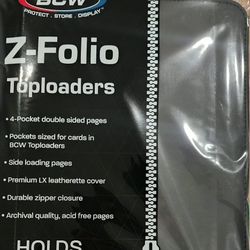 BCW
PROTECT . STORE . DISPLAY
Z-Folio
Toploaders
• 4-Pocket double sided pages
• Pockets sized for cards in
BCW Toploaders
• Side loading pages
• Premium LX leatherette cover
• Durable zipper closure
• Archival quality, acid free pages
HOLDS